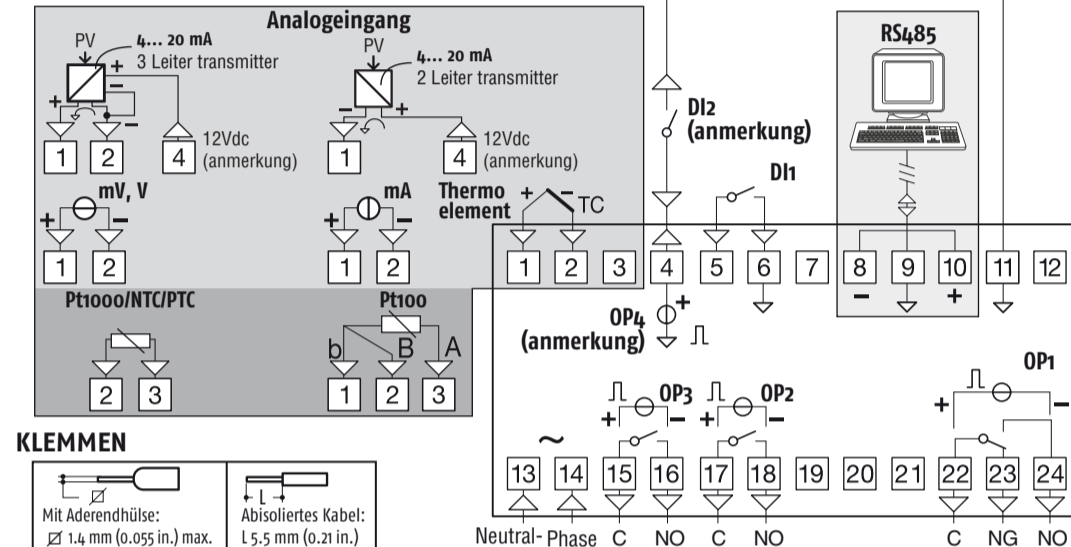 Analogeingang
PV
4... 20 mA
3 Leiter transmitter
+
−
+
−
1
2
4
12Vdc
(anmerkung)
PV
4... 20 mA
2 Leiter transmitter
−
+
1
4
12Vdc
(anmerkung)
mV, V
+
−
1
2
mA
+
−
1
2
Thermo
element
+
−
TC
DI2
(anmerkung)
DI1
RS485
1
2
3
4
5
6
7
8
9
10
11
12
−
+
OP4
(anmerkung)
+
Pt1000/NTC/PTC
2
3
Pt100
b
B
A
1
2
3
OP3
+
−
OP2
+
−
OP1
+
−
~
13
14
15
16
17
18
19
20
21
22
23
24
Neutral-
Phase
C
NO
C
NO
C
NG
NO
KLEMMEN
Mit Aderendhülse:
1.4 mm (0.055 in.) max.
L
Abisoliertes Kabel:
L 5.5 mm (0.21 in.)